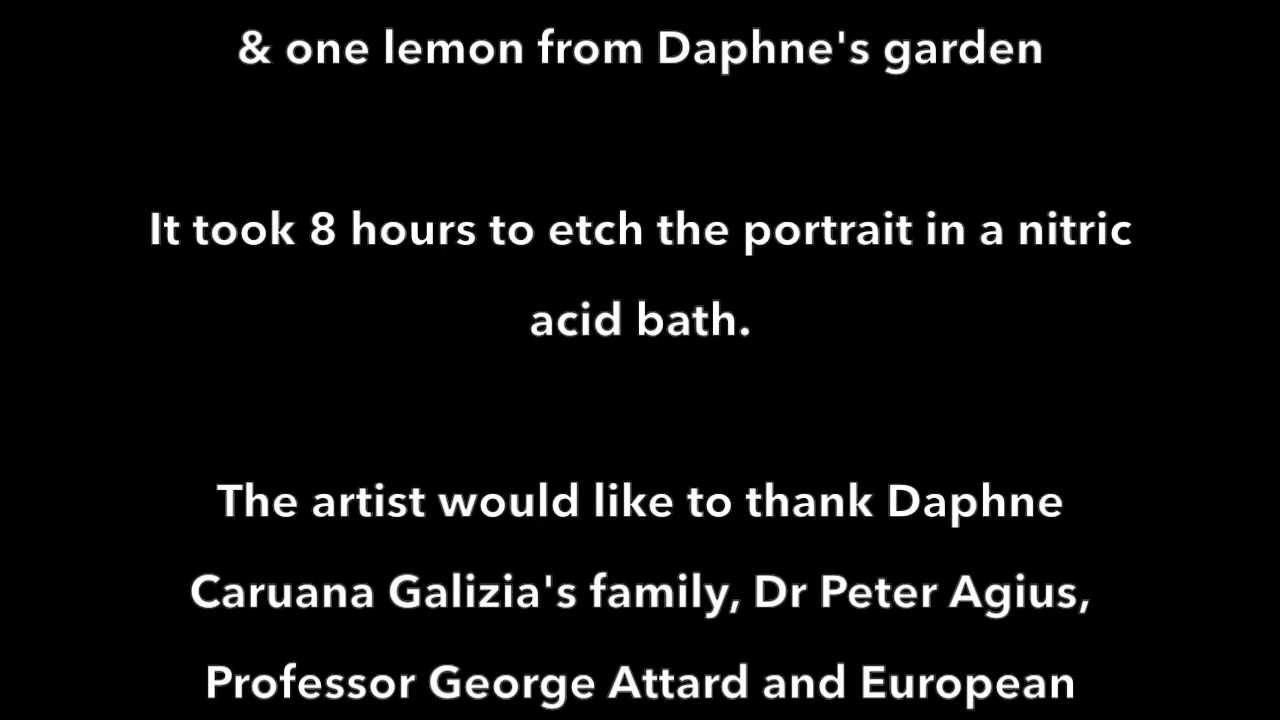 & one lemon from Daphne's garden
It took 8 hours to etch the portrait in a nitric
acid bath.
The artist would like to thank Daphne
Caruana Galizia's family, Dr Peter Agius,
Professor George Attard and European